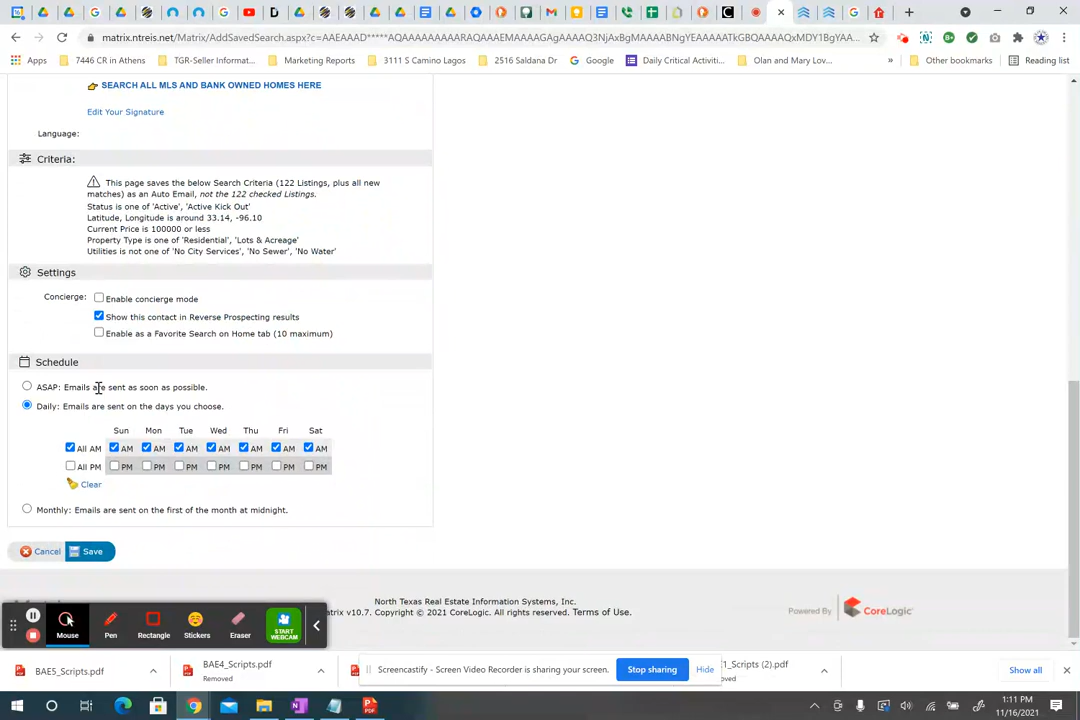 matrix.ntreis.net/Matrix/AddSavedSearch.aspx?c=AAEAAAD*****AQAAAAAAAAARAQAAAEMAAAAGAgAAAAQ3NjAxBgMAAAABNgYEAAAAATkGBQAAAAQxMDY1BgYAA...
Apps 7446 CR in Athens TGR-Seller Informat... Marketing Reports 3111 S Camino Lagos 2516 Saldana Dr Google Daily Critical Activiti... Olan and Mary Lov... » Other bookmarks Reading list
SEARCH ALL MLS AND BANK OWNED HOMES HERE
Edit Your Signature
Language:
Criteria:
This page saves the below Search Criteria (122 Listings, plus all new
matches) as an Auto Email, not the 122 checked Listings.
Status is one of 'Active', 'Active Kick Out'
Latitude, Longitude is around 33.14, -96.10
Current Price is 100000 or less
Property Type is one of 'Residential', 'Lots & Acreage'
Utilities is not one of 'No City Services', 'No Sewer', 'No Water'
Settings
Concierge: Enable concierge mode
Show this contact in Reverse Prospecting results
Enable as a Favorite Search on Home tab (10 maximum)
Schedule
ASAP: Emails are sent as soon as possible.
Daily: Emails are sent on the days you choose.
Sun Mon Tue Wed Thu Fri Sat
All AM AM AM AM AM AM AM AM
All PM PM PM PM PM PM PM PM
Clear
Monthly: Emails are sent on the first of the month at midnight.
Cancel Save
North Texas Real Estate Information Systems, Inc.
trix v10.7. Copyright © 2021 CoreLogic. All rights reserved. Terms of Use.
Powered By CoreLogic
Mouse Pen Rectangle Stickers Eraser START WEBCAM
BAE5_Scripts.pdf
BAE4_Scripts.pdf
Removed
Screencastify - Screen Video Recorder is sharing your screen. Stop sharing Hide
1_Scripts (2).pdf
oved
Show all
1:11 PM
11/16/2021